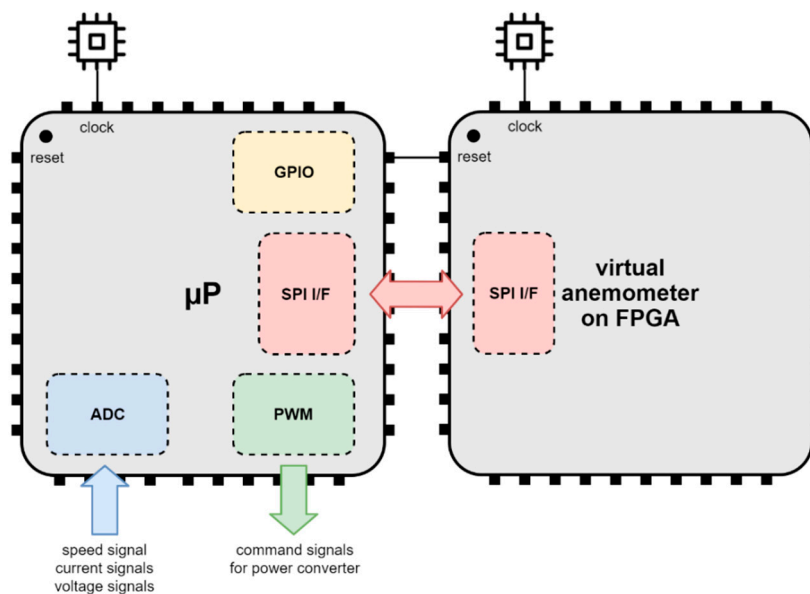 clock
clock
reset
reset
GPIO
µP
SPI I/F
SPI I/F
virtual
anemometer
on FPGA
ADC
PWM
speed signal
current signals
voltage signals
command signals
for power converter